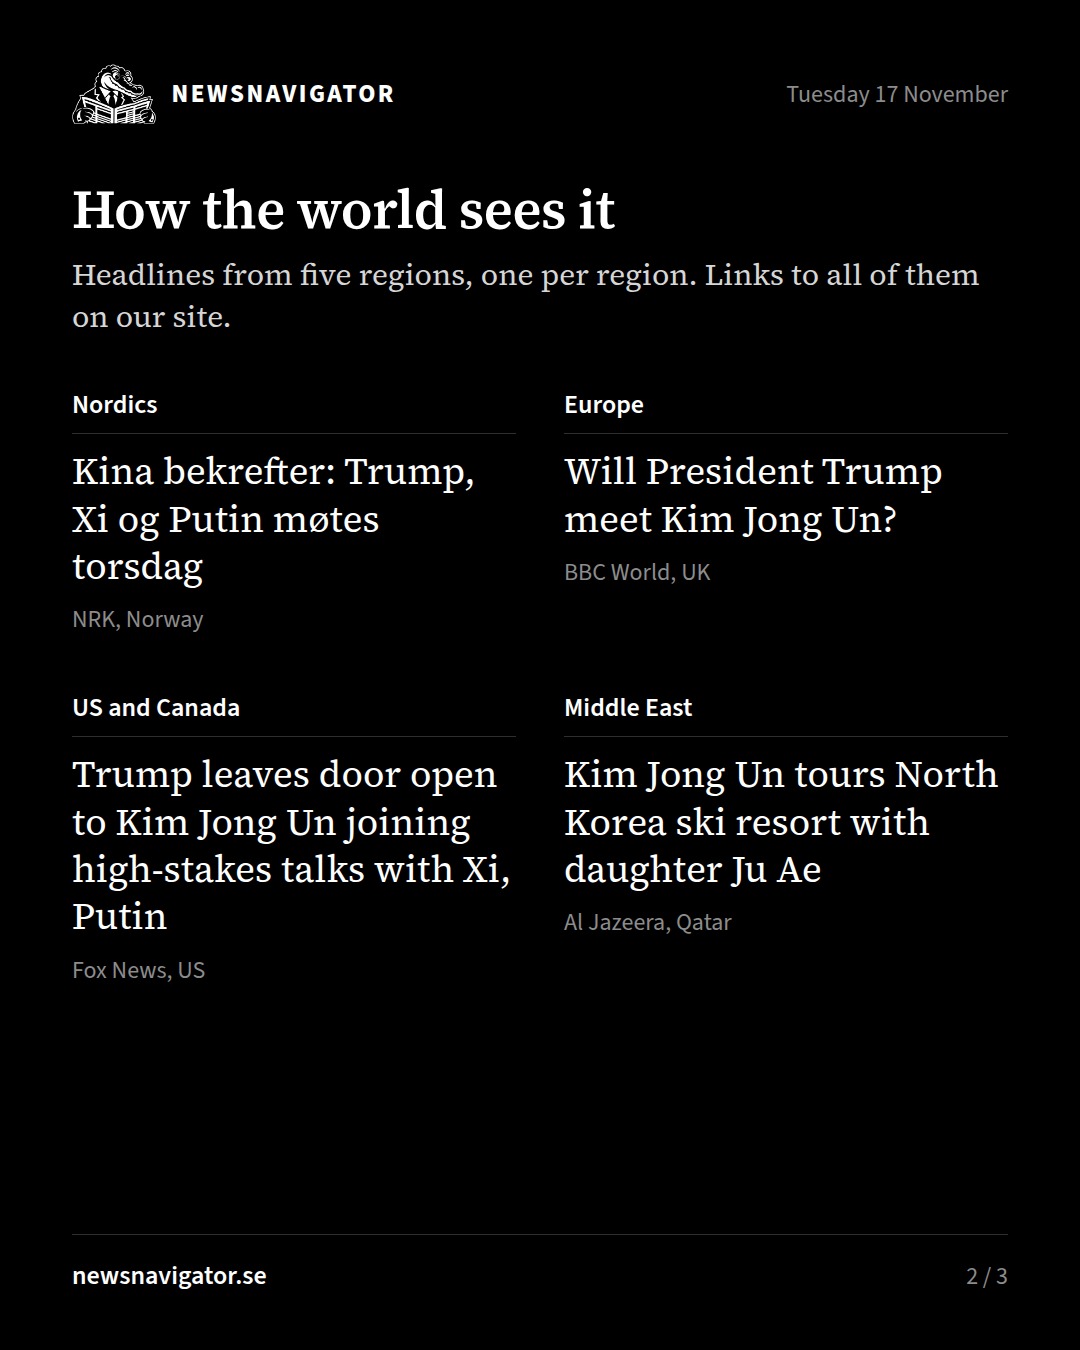 NEWSNAVIGATOR
Tuesday 17 November
How the world sees it
Headlines from five regions, one per region. Links to all of them
on our site.
Nordics
Kina bekrefter: Trump,
Xi og Putin møtes
torsdag
NRK, Norway
Europe
Will President Trump
meet Kim Jong Un?
BBC World, UK
US and Canada
Trump leaves door open
to Kim Jong Un joining
high-stakes talks with Xi,
Putin
Fox News, US
Middle East
Kim Jong Un tours North
Korea ski resort with
daughter Ju Ae
Al Jazeera, Qatar
newsnavigator.se
2 / 3